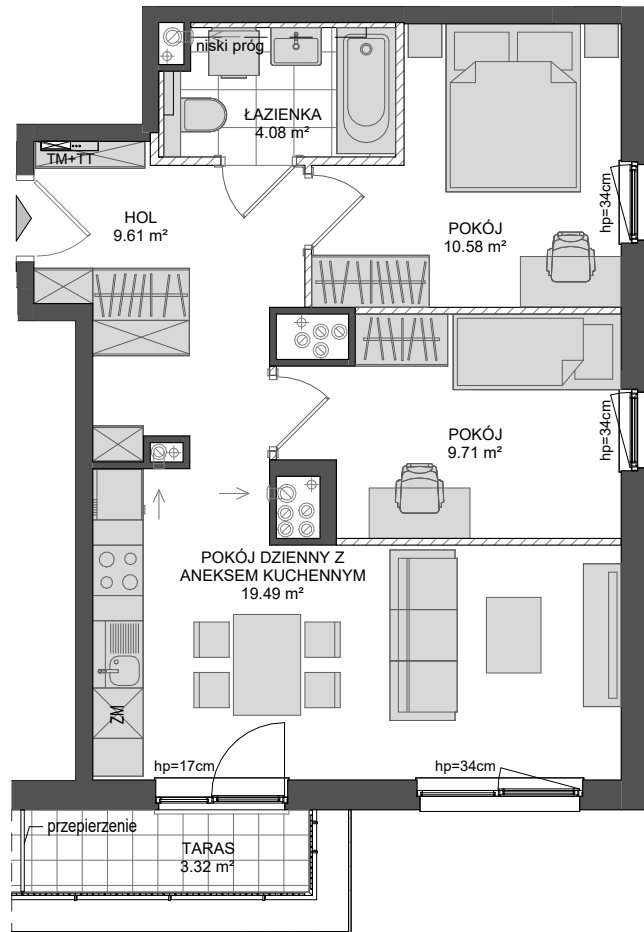 niski próg
ŁAZIENKA
4.08 m²
TM+TT
HOL
9.61 m²
POKÓJ
10.58 m²
hp=34cm
POKÓJ
9.71 m²
hp=34cm
POKÓJ DZIENNY Z
ANEKSEM KUCHENNYM
19.49 m²
ZM
hp=17cm
hp=34cm
przepierzenie
TARAS
3.32 m²